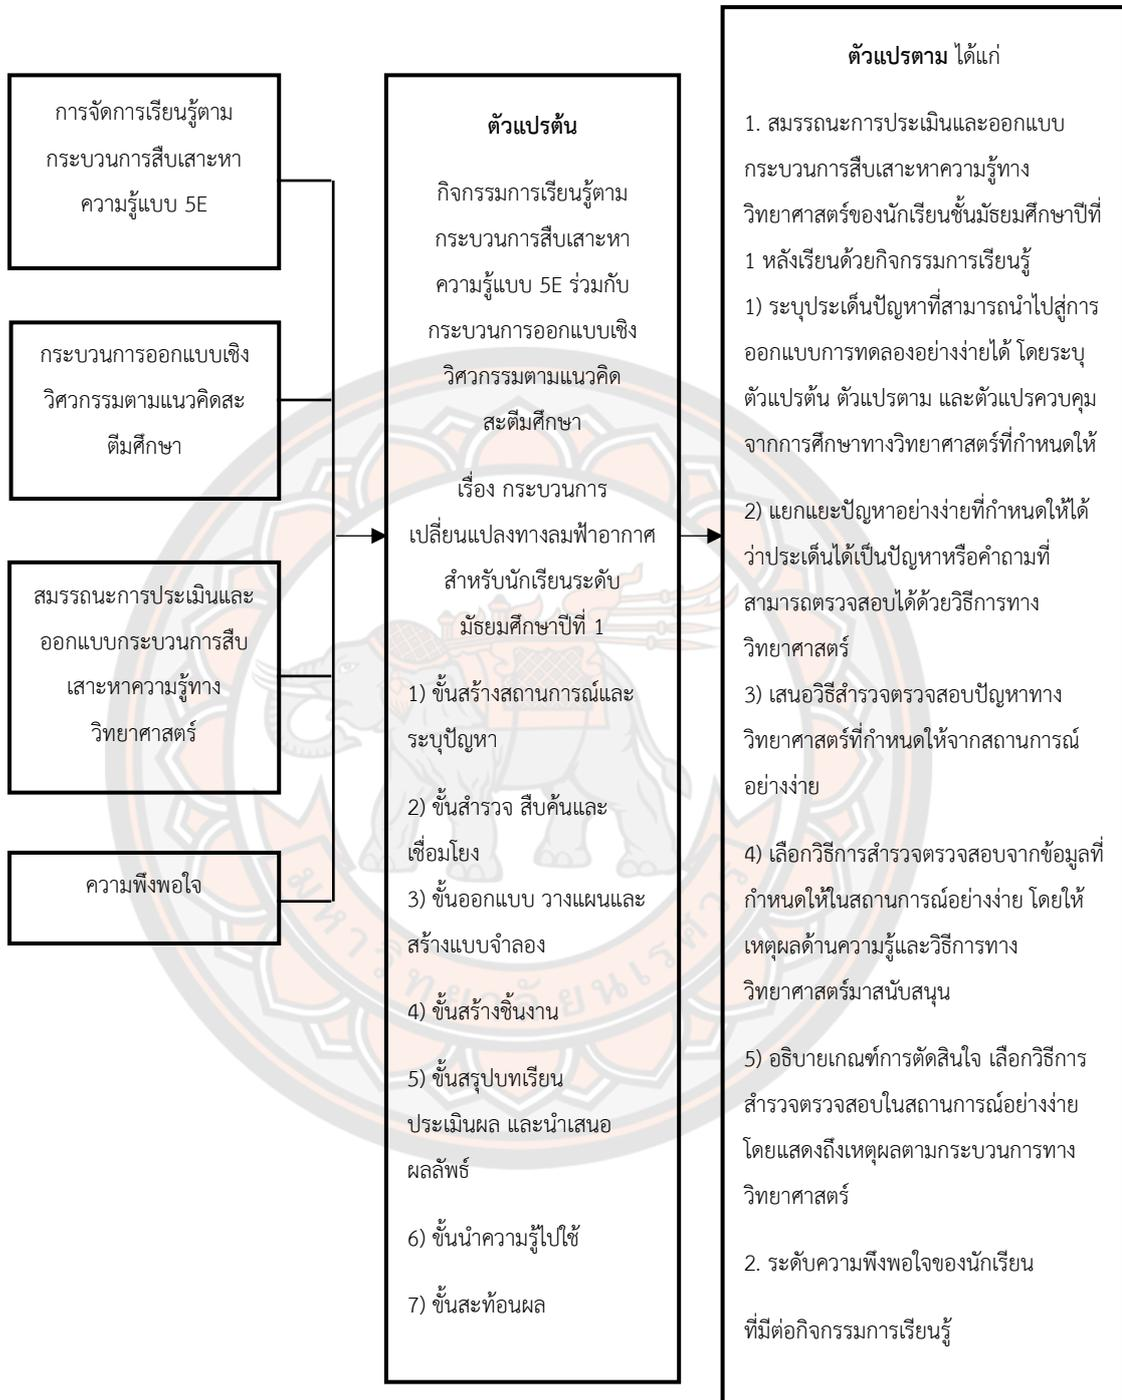 การจัดการเรียนรู้ตาม
กระบวนการสืบเสาะหา
ความรู้แบบ 5E
กระบวนการออกแบบเชิง
วิศวกรรมตามแนวคิดสะ
ตีมศึกษา
สมรรถนะการประเมินและ
ออกแบบกระบวนการสืบ
เสาะหาความรู้ทาง
วิทยาศาสตร์
ความพึงพอใจ
ตัวแปรต้น
กิจกรรมการเรียนรู้ตาม
กระบวนการสืบเสาะหา
ความรู้แบบ 5E ร่วมกับ
กระบวนการออกแบบเชิง
วิศวกรรมตามแนวคิด
สะตีมศึกษา
เรื่อง กระบวนการ
เปลี่ยนแปลงทางลมฟ้าอากาศ
สำหรับนักเรียนระดับ
มัธยมศึกษาปีที่ 1
1) ขั้นสร้างสถานการณ์และ
ระบุปัญหา
2) ขั้นสำรวจ สืบค้นและ
เชื่อมโยง
3) ขั้นออกแบบ วางแผนและ
สร้างแบบจำลอง
4) ขั้นสร้างชิ้นงาน
5) ขั้นสรุปบทเรียน
ประเมินผล และนำเสนอ
ผลลัพธ์
6) ขั้นนำความรู้ไปใช้
7) ขั้นสะท้อนผล
ตัวแปรตาม ได้แก่
1. สมรรถนะการประเมินและออกแบบ
กระบวนการสืบเสาะหาความรู้ทาง
วิทยาศาสตร์ของนักเรียนชั้นมัธยมศึกษาปีที่
1 หลังเรียนด้วยกิจกรรมการเรียนรู้
1) ระบุประเด็นปัญหาที่สามารถนำไปสู่การ
ออกแบบการทดลองอย่างง่ายได้ โดยระบุ
ตัวแปรต้น ตัวแปรตาม และตัวแปรควบคุม
จากการศึกษาทางวิทยาศาสตร์ที่กำหนดให้
2) แยกแยะปัญหาอย่างง่ายที่กำหนดให้ได้
ว่าประเด็นได้เป็นปัญหาหรือคำถามที่
สามารถตรวจสอบได้ด้วยวิธีการทาง
วิทยาศาสตร์
3) เสนอวิธีสำรวจตรวจสอบปัญหาทาง
วิทยาศาสตร์ที่กำหนดให้จากสถานการณ์
อย่างง่าย
4) เลือกวิธีการสำรวจตรวจสอบจากข้อมูลที่
กำหนดให้ในสถานการณ์อย่างง่าย โดยให้
เหตุผลด้านความรู้และวิธีการทาง
วิทยาศาสตร์มาสนับสนุน
5) อธิบายเกณฑ์การตัดสินใจ เลือกวิธีการ
สำรวจตรวจสอบในสถานการณ์อย่างง่าย
โดยแสดงถึงเหตุผลตามกระบวนการทาง
วิทยาศาสตร์
2. ระดับความพึงพอใจของนักเรียน
ที่มีต่อกิจกรรมการเรียนรู้
มหาวิทยาลัยนเรศวร